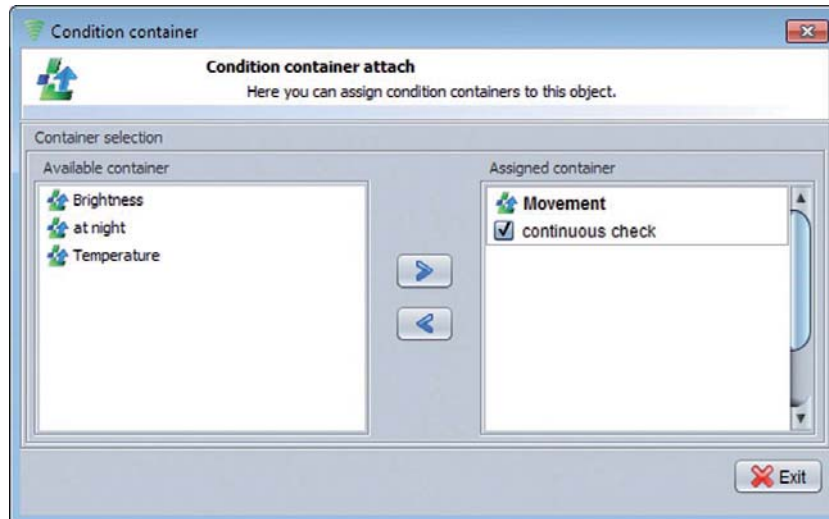 Condition container
Condition container attach
Here you can assign condition containers to this object.
Container selection
Available container
Brightness
at night
Temperature
Assigned container
Movement
continuous check
Exit